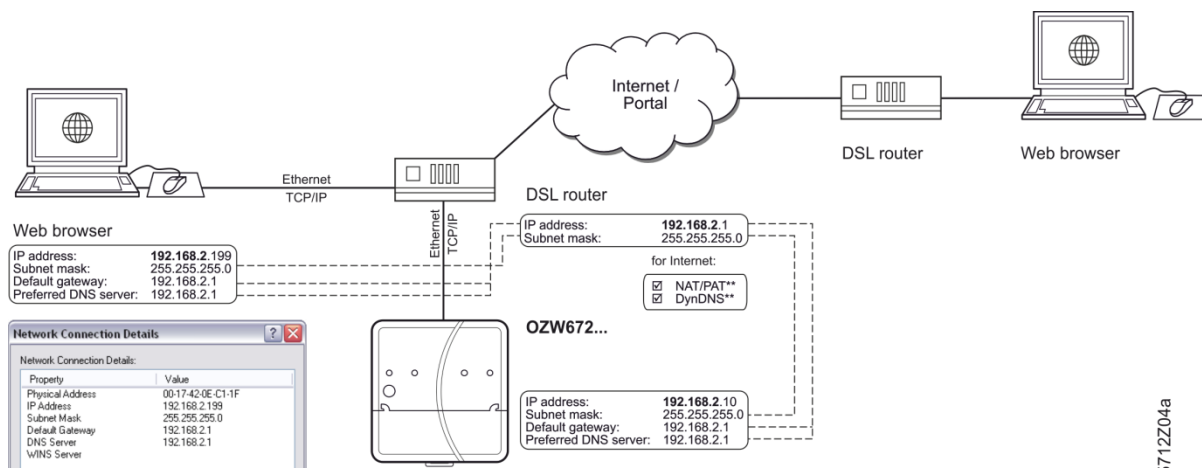 Internet /
Portal
DSL router
Web browser
Ethernet
TCP/IP
DSL router
Ethernet
TCP/IP
Web browser
IP address: 192.168.2.199
Subnet mask: 255.255.255.0
Default gateway: 192.168.2.1
Preferred DNS server: 192.168.2.1
IP address: 192.168.2.1
Subnet mask: 255.255.255.0
for Internet:
☑ NAT/PAT**
☑ DynDNS**
OZW672...
IP address: 192.168.2.10
Subnet mask: 255.255.255.0
Default gateway: 192.168.2.1
Preferred DNS server: 192.168.2.1
Network Connection Details
Network Connection Details:
Property Value
Physical Address 00-17-42-0E-C1-1F
IP Address 192.168.2.199
Subnet Mask 255.255.255.0
Default Gateway 192.168.2.1
DNS Server 192.168.2.1
WINS Server
5712Z04a